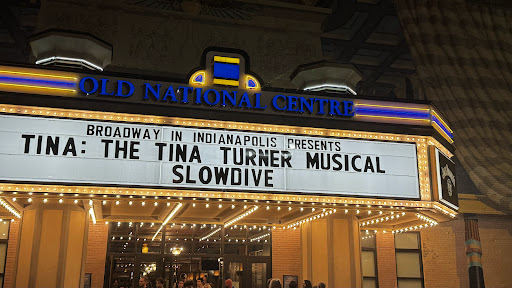 OLD NATIONAL CENTRE
BROADWAY IN INDIANAPOLIS PRESENTS
TINA: THE TINA TURNER MUSICAL
SLOWDIVE